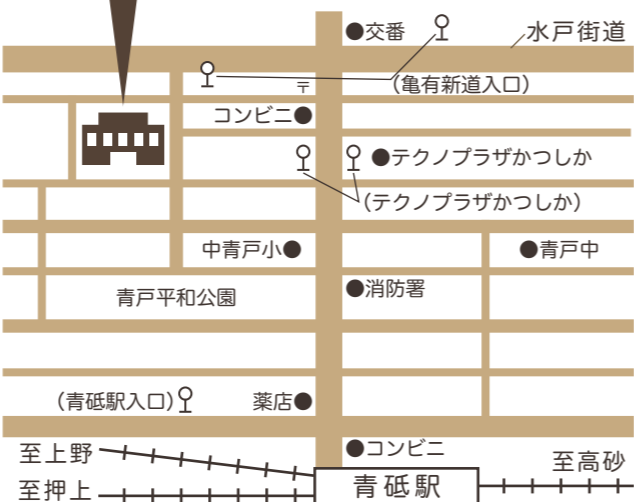 ●交番
水戸街道
〒
(亀有新道入口)
コンビニ●
●テクノプラザかつしか
(テクノプラザかつしか)
中青戸小●
●青戸中
青戸平和公園
●消防署
(青砥駅入口)
薬店●
●コンビニ
至上野
至高砂
至押上
青砥駅